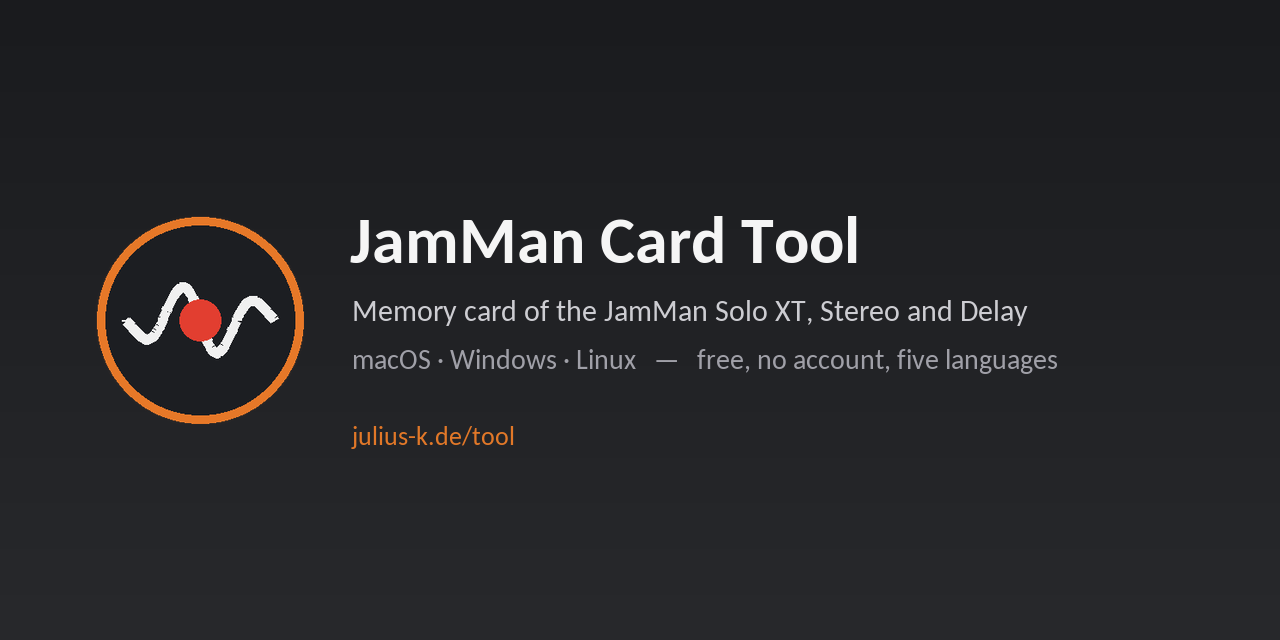 JamMan Card Tool
Memory card of the JamMan Solo XT, Stereo and Delay
macOS · Windows · Linux — free, no account, five languages
julius-k.de/tool